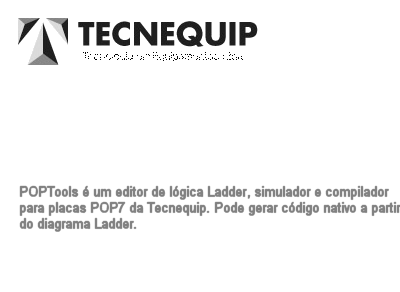 TECNEQUIP
POPTools é um editor de lógica Ladder, simulador e compilador
para placas POP7 da Tecnequip. Pode gerar código nativo a partir
do diagrama Ladder.